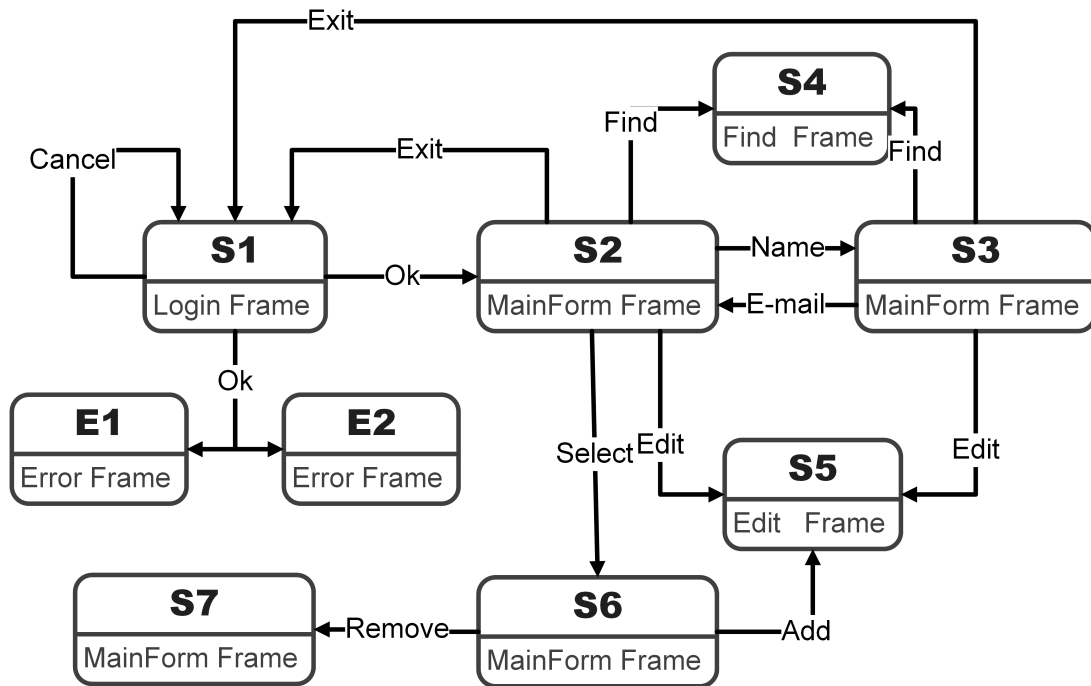 Exit
S4
Find Frame
Find
Find
Cancel
Exit
S1
Login Frame
Ok
S2
MainForm Frame
Name
E-mail
S3
MainForm Frame
Ok
E1
Error Frame
E2
Error Frame
Select
Edit
Edit
S5
Edit Frame
S7
MainForm Frame
Remove
S6
MainForm Frame
Add